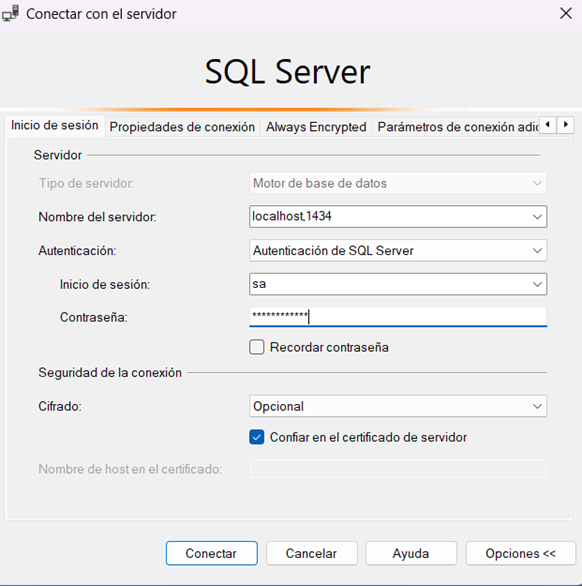 Conectar con el servidor
SQL Server
Inicio de sesión Propiedades de conexión Always Encrypted Parámetros de conexión adic
Servidor
Tipo de servidor: Motor de base de datos
Nombre del servidor: localhost,1434
Autenticación: Autenticación de SQL Server
Inicio de sesión: sa
Contraseña: ************
Recordar contraseña
Seguridad de la conexión
Cifrado: Opcional
Confiar en el certificado de servidor
Nombre de host en el certificado:
Conectar Cancelar Ayuda Opciones <<